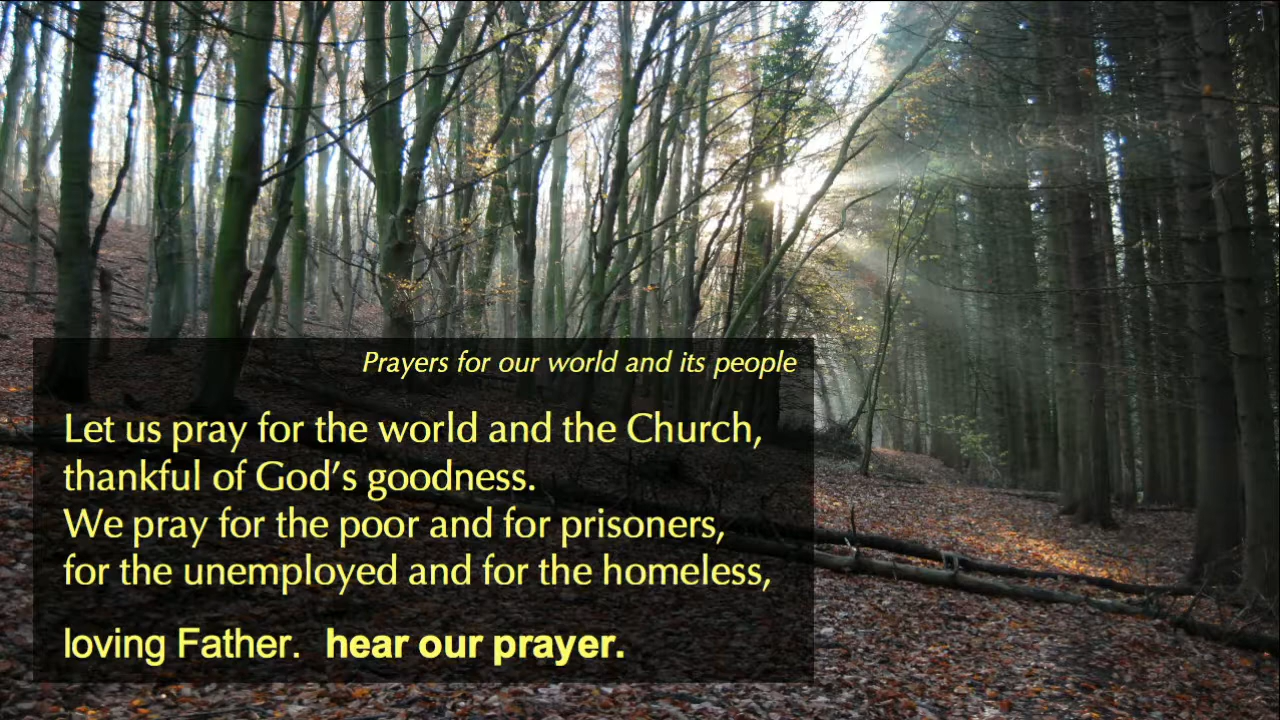 Prayers for our world and its people
Let us pray for the world and the Church,
thankful of God’s goodness.
We pray for the poor and for prisoners,
for the unemployed and for the homeless,
loving Father. hear our prayer.